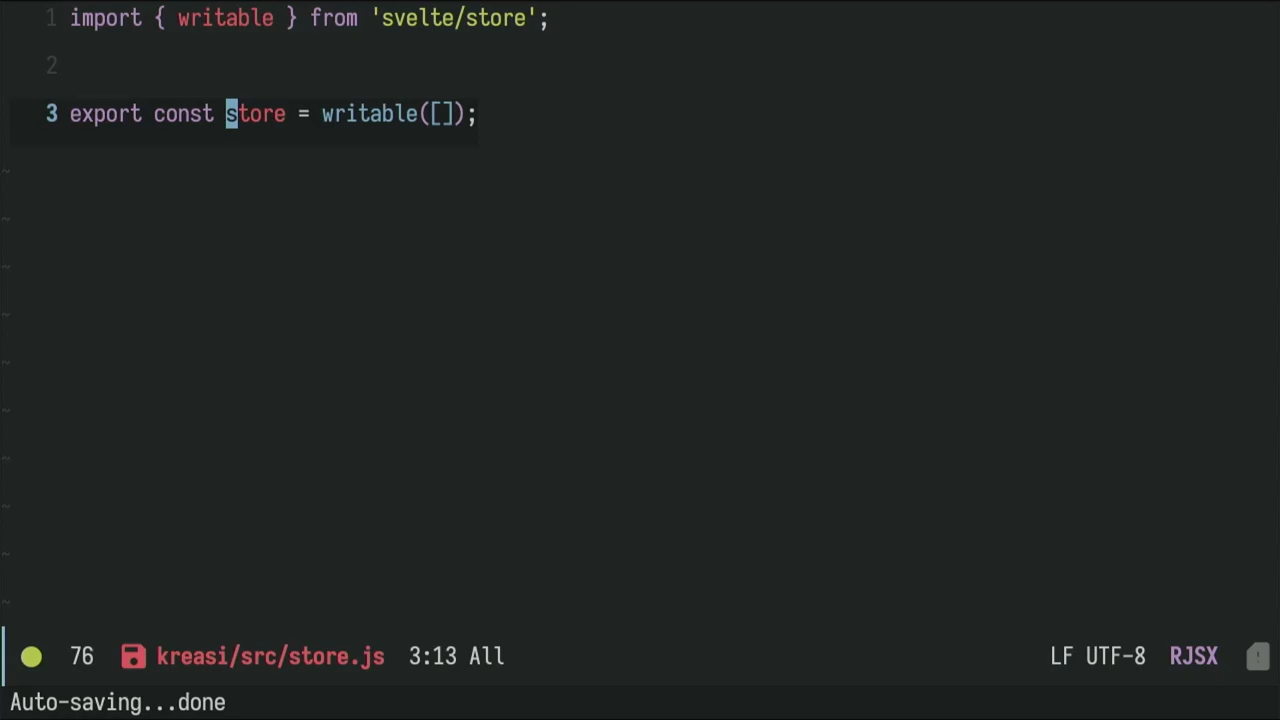 1 import { writable } from 'svelte/store';
2
3 export const store = writable([]);
~
~
~
~
~
~
~
~
~
~
76 kreasi/src/store.js 3:13 All LF UTF-8 RJSX
Auto-saving...done